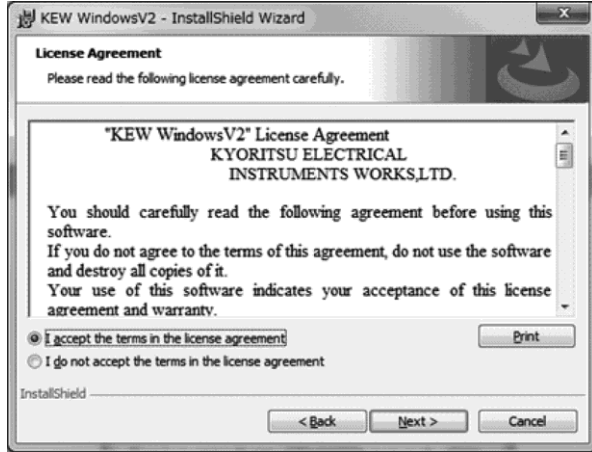 KEW WindowsV2 - InstallShield Wizard
License Agreement
Please read the following license agreement carefully.
"KEW WindowsV2" License Agreement
KYORITSU ELECTRICAL
INSTRUMENTS WORKS,LTD.
You should carefully read the following agreement before using this
software.
If you do not agree to the terms of this agreement, do not use the software
and destroy all copies of it.
Your use of this software indicates your acceptance of this license
agreement and warranty.
I accept the terms in the license agreement
Print
I do not accept the terms in the license agreement
InstallShield
< Back
Next >
Cancel